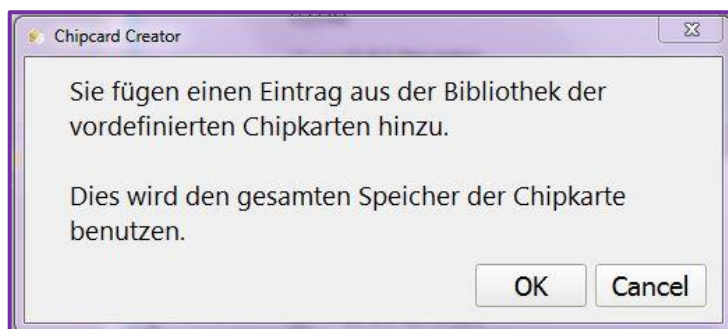 Chipcard Creator
Sie fügen einen Eintrag aus der Bibliothek der
vordefinierten Chipkarten hinzu.
Dies wird den gesamten Speicher der Chipkarte
benutzen.
OK Cancel